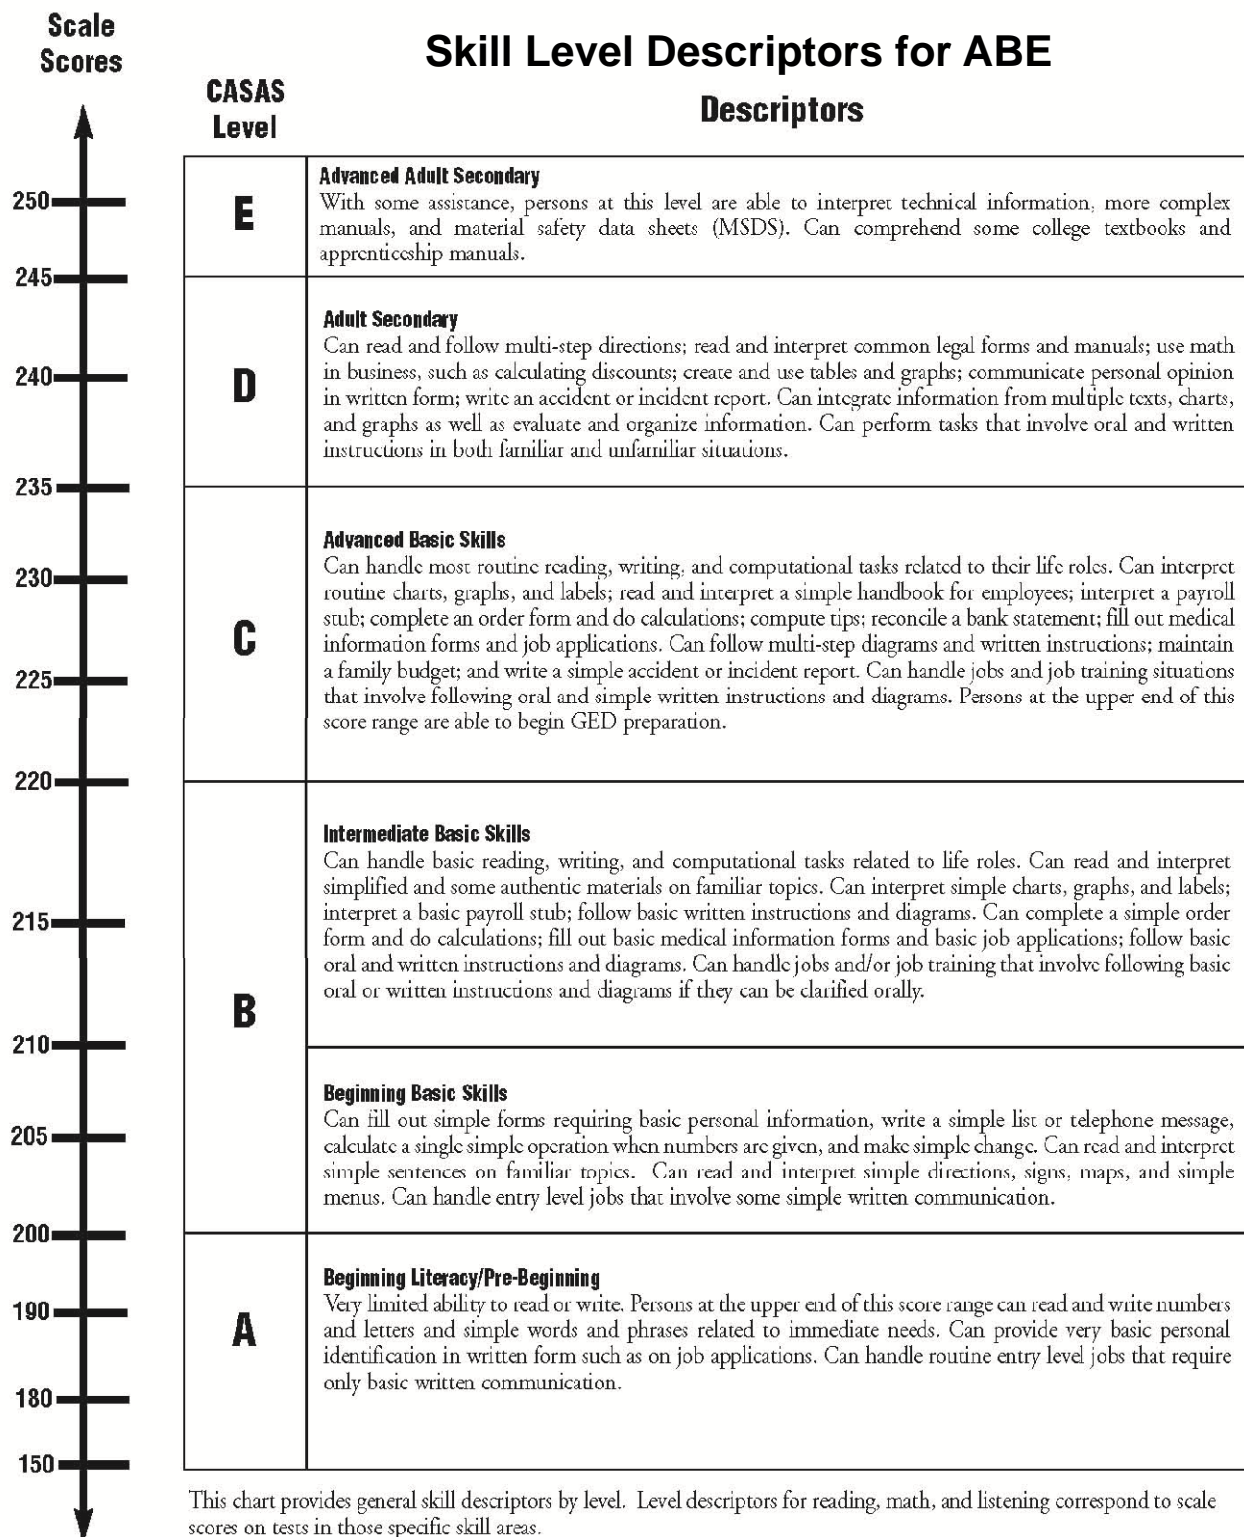 Scale
Scores
Skill Level Descriptors for ABE
CASAS
Level
Descriptors
250
E
Advanced Adult Secondary
With some assistance, persons at this level are able to interpret technical information, more complex
manuals, and material safety data sheets (MSDS). Can comprehend some college textbooks and
apprenticeship manuals.
245
Adult Secondary
Can read and follow multi-step directions; read and interpret common legal forms and manuals; use math
in business, such as calculating discounts; create and use tables and graphs; communicate personal opinion
in written form; write an accident or incident report. Can integrate information from multiple texts, charts,
and graphs as well as evaluate and organize information. Can perform tasks that involve oral and written
instructions in both familiar and unfamiliar situations.
240
D
235
Advanced Basic Skills
Can handle most routine reading, writing, and computational tasks related to their life roles. Can interpret
routine charts, graphs, and labels; read and interpret a simple handbook for employees; interpret a payroll
stub; complete an order form and do calculations; compute tips; reconcile a bank statement; fill out medical
information forms and job applications. Can follow multi-step diagrams and written instructions; maintain
a family budget; and write a simple accident or incident report. Can handle jobs and job training situations
that involve following oral and simple written instructions and diagrams. Persons at the upper end of this
score range are able to begin GED preparation.
230
C
225
220
Intermediate Basic Skills
Can handle basic reading, writing, and computational tasks related to life roles. Can read and interpret
simplified and some authentic materials on familiar topics. Can interpret simple charts, graphs, and labels;
interpret a basic payroll stub; follow basic written instructions and diagrams. Can complete a simple order
form and do calculations; fill out basic medical information forms and basic job applications; follow basic
oral and written instructions and diagrams. Can handle jobs and/or job training that involve following basic
oral or written instructions and diagrams if they can be clarified orally.
215
B
210
Beginning Basic Skills
Can fill out simple forms requiring basic personal information, write a simple list or telephone message,
calculate a single simple operation when numbers are given, and make simple change. Can read and interpret
simple sentences on familiar topics. Can read and interpret simple directions, signs, maps, and simple
menus. Can handle entry level jobs that involve some simple written communication.
205
200
Beginning Literacy/Pre-Beginning
Very limited ability to read or write. Persons at the upper end of this score range can read and write numbers
and letters and simple words and phrases related to immediate needs. Can provide very basic personal
identification in written form such as on job applications. Can handle routine entry level jobs that require
only basic written communication.
190
A
180
150
This chart provides general skill descriptors by level. Level descriptors for reading, math, and listening correspond to scale
scores on tests in those specific skill areas.